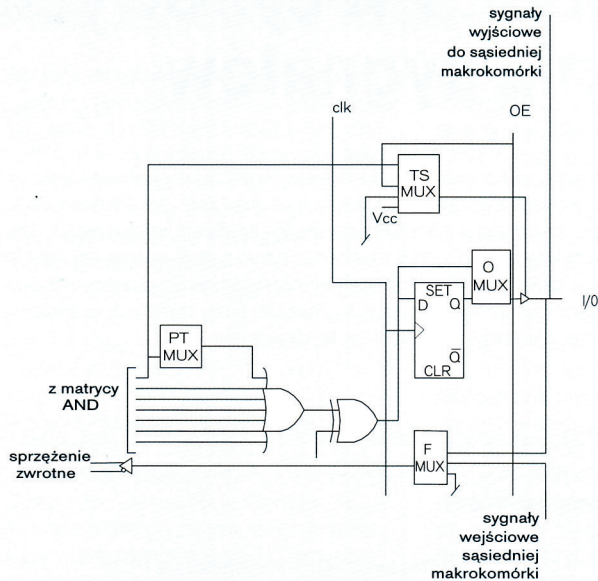 sygnały
wyjściowe
do sąsiedniej
makrokomórki
clk
OE
TS
MUX
Vcc
O
MUX
SET
D Q
I/O
PT
MUX
Q
CLR
z matrycy
AND
F
MUX
sprzężenie
zwrotne
sygnały
wejściowe
sąsiedniej
makrokomórki